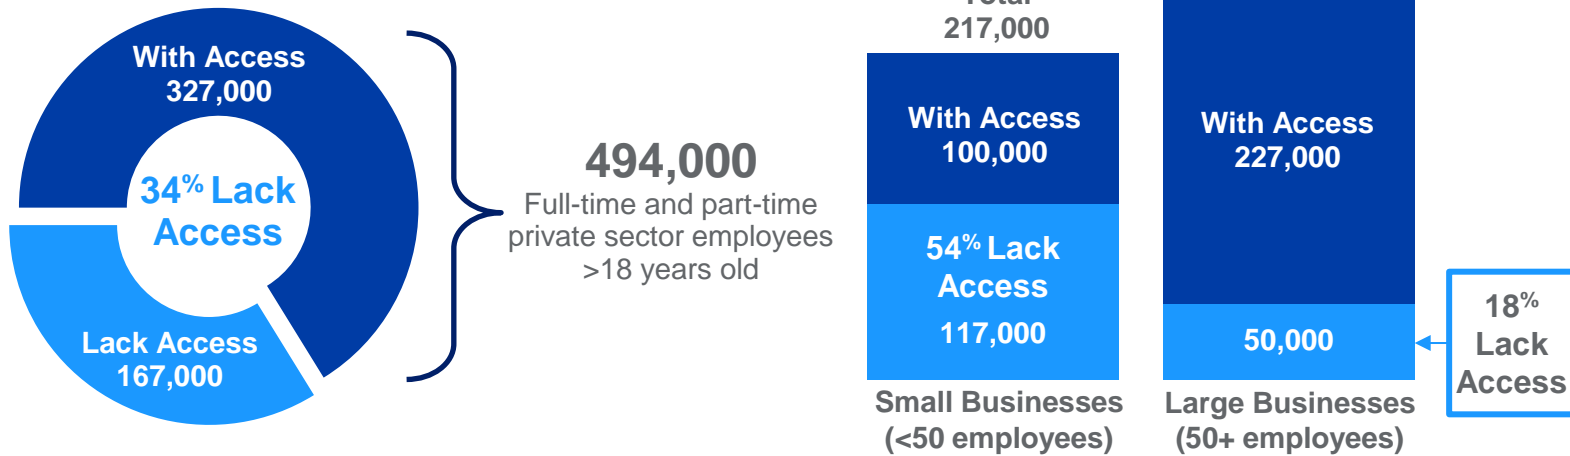 With Access
327,000
34% Lack
Access
Lack Access
167,000
494,000
Full-time and part-time
private sector employees
>18 years old
Total
217,000
With Access
100,000
54% Lack
Access
117,000
Small Businesses
(<50 employees)
With Access
227,000
50,000
Large Businesses
(50+ employees)
18%
Lack
Access